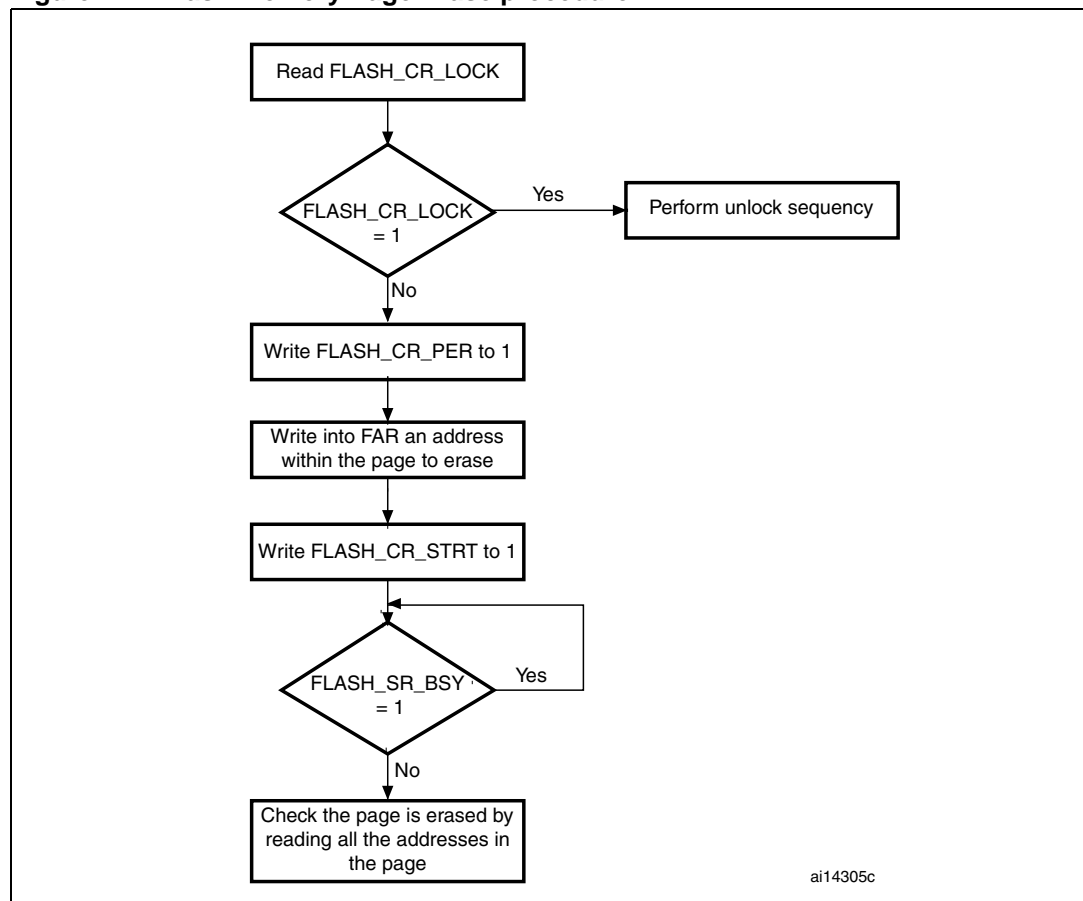 Read FLASH_CR_LOCK
FLASH_CR_LOCK
= 1
Yes
Perform unlock sequency
No
Write FLASH_CR_PER to 1
Write into FAR an address
within the page to erase
Write FLASH_CR_STRT to 1
FLASH_SR_BSY
= 1
Yes
No
Check the page is erased by
reading all the addresses in
the page
ai14305c